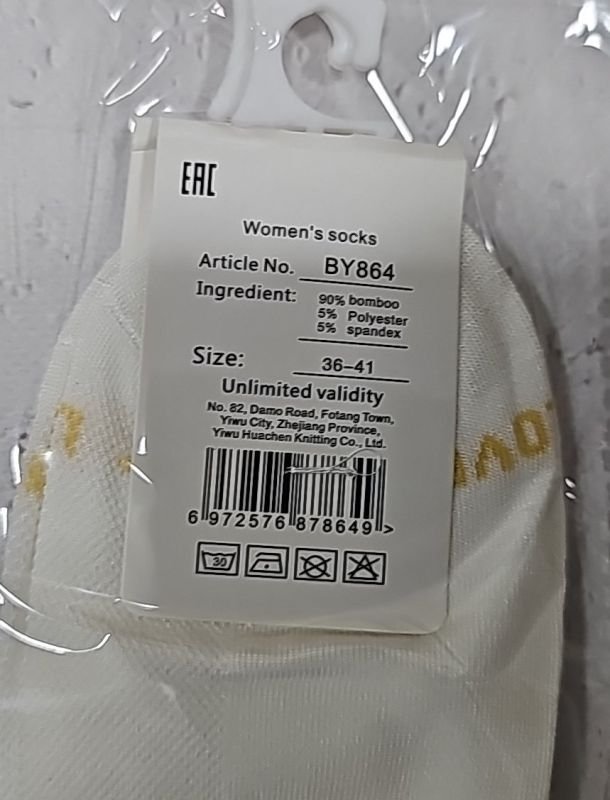 EAC
Women's socks
Article No. BY864
Ingredient: 90% bomboo
5% Polyester
5% spandex
Size: 36-41
Unlimited validity
No. 82, Damo Road, Fotang Town,
Yiwu City, Zhejiang Province,
Yiwu Huachen Knitting Co., Ltd.
6 972576 878649 >
30